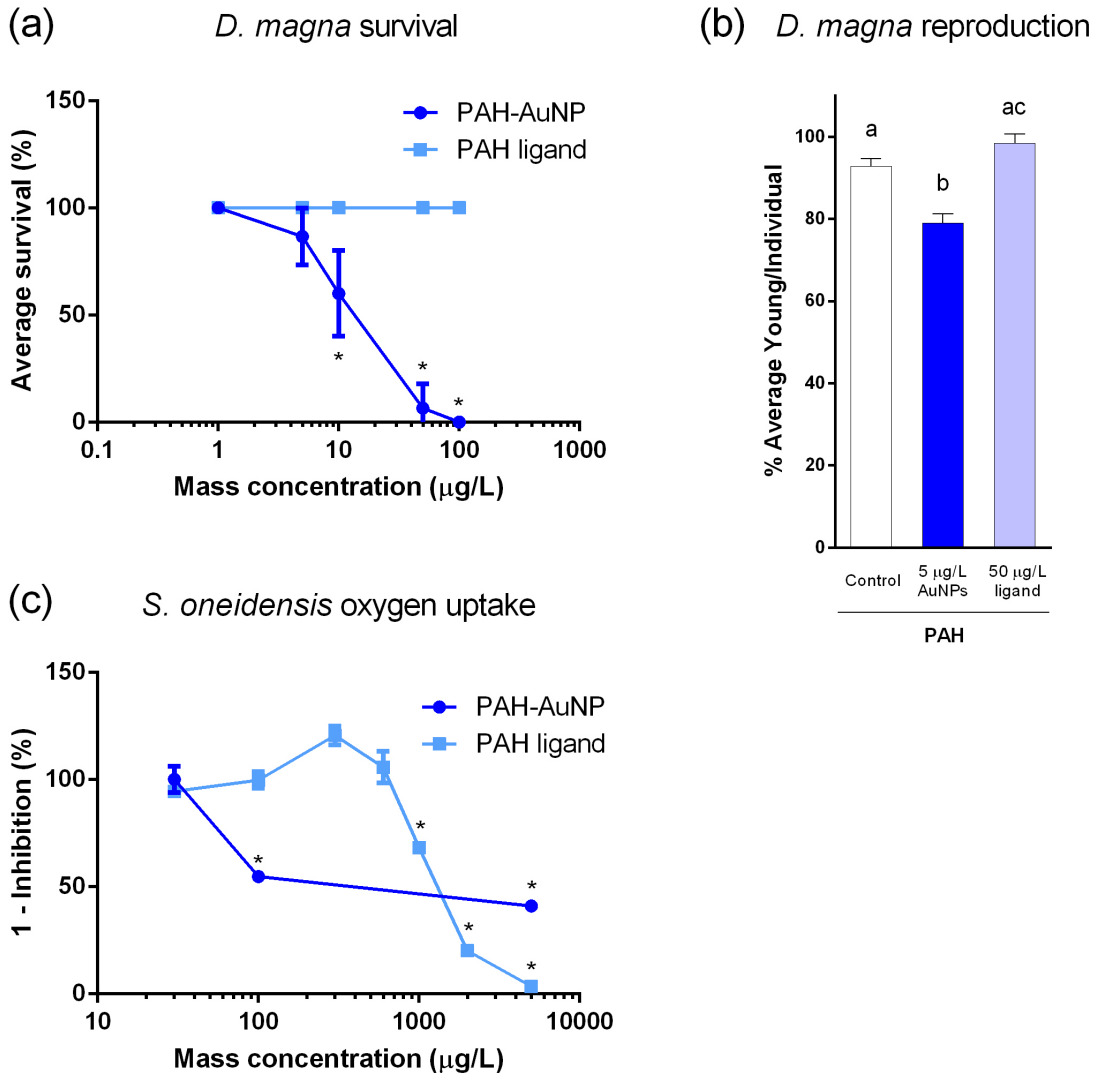 (a)
D. magna survival
150
100
50
0
Average survival (%)
PAH-AuNP
PAH ligand
*
*
*
0.1
1
10
100
1000
Mass concentration (µg/L)
(b)
D. magna reproduction
100
80
60
40
20
0
% Average Young/Individual
a
b
ac
Control
5 µg/L
AuNPs
50 µg/L
ligand
PAH
(c)
S. oneidensis oxygen uptake
150
100
50
0
1 - Inhibition (%)
PAH-AuNP
PAH ligand
*
*
*
*
*
10
100
1000
10000
Mass concentration (µg/L)